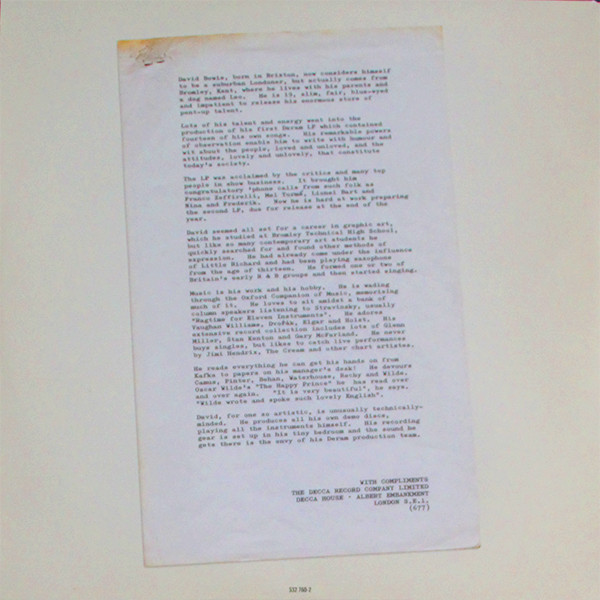 David Bowie, born in Brixton, now considers himself
to be a suburban Londoner, but actually comes from
Bromley, Kent, where he lives with his parents and
a dog named Leo. He is 19, slim, fair, blue-eyed
and impatient to release his enormous store of
pent-up talent.
Lots of his talent and energy went into the
production of his first Deram LP which contained
fourteen of his own songs. His remarkable powers
of observation enable him to write with humour and
wit about the people, loved and unloved, and the
attitudes, lovely and unlovely, that constitute
today's society.
The LP was acclaimed by the critics and many top
people in show business. It brought him
congratulatory 'phone calls from such folk as
Franco Zeffirelli, Mel Tormé, Lionel Bart and
Nina and Frederik. Now he is hard at work preparing
the second LP, due for release at the end of the
year.
David seemed all set for a career in graphic art,
which he studied at Bromley Technical High School,
but like so many contemporary art students he
quickly searched for and found other methods of
expression. He had already come under the influence
of Little Richard and had been playing saxophone
from the age of thirteen. He formed one or two of
Britain's early R & B groups and then started singing.
Music is his work and his hobby. He is wading
through the Oxford Companion of Music, memorising
much of it. He loves to sit amidst a bank of
column speakers listening to Stravinsky, usually
"Ragtime for Eleven Instruments". He adores
Vaughan Williams, Dvořák, Elgar and Holst. His
extensive record collection includes lots of Glenn
Miller, Stan Kenton and Gary McFarland. He never
buys singles, but likes to catch live performances
by Jimi Hendrix, The Cream and other chart artistes.
He reads everything he can get his hands on from
Kafka to papers on his manager's desk! He devours
Camus, Pinter, Behan, Waterhouse, and Wilde.
Oscar Wilde's "The Happy Prince" he has read over
and over again. "It is very beautiful", he says.
"Wilde wrote and spoke such lovely English".
David, for one so artistic, is unusually technically-
minded. He produces all his own demo discs,
playing all the instruments himself. His recording
gear is set up in his tiny bedroom and the sound he
gets there is the envy of his Deram production team.
WITH COMPLIMENTS
THE DECCA RECORD COMPANY LIMITED
DECCA HOUSE · ALBERT EMBANKMENT
LONDON S.E.1.
(677)
532 760-2